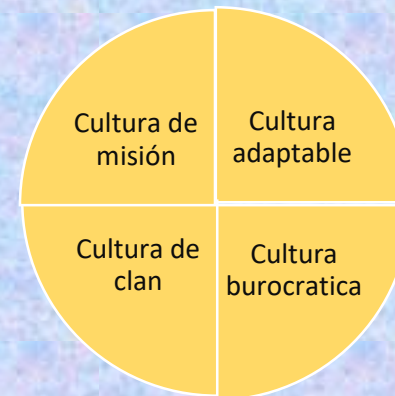 Cultura de
misión
Cultura
adaptable
Cultura de
clan
Cultura
burocratica